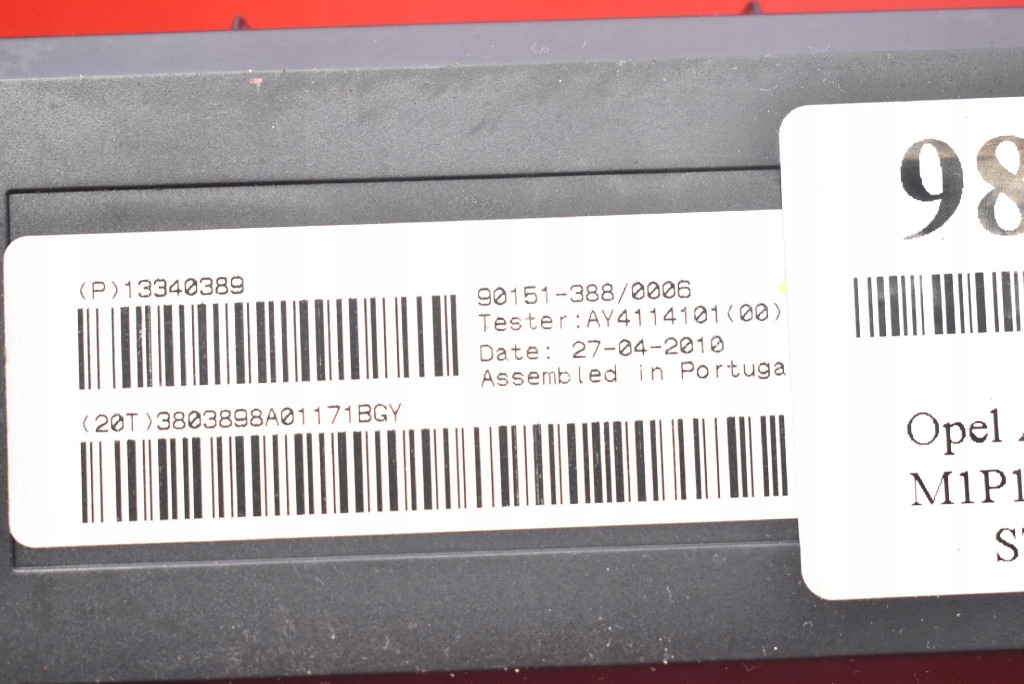 (P)13340389
90151-388/0006
Tester:AY4114101(00)
Date: 27-04-2010
Assembled in Portuga
(20T)3803898A01171BGY
98
Opel
M1P1